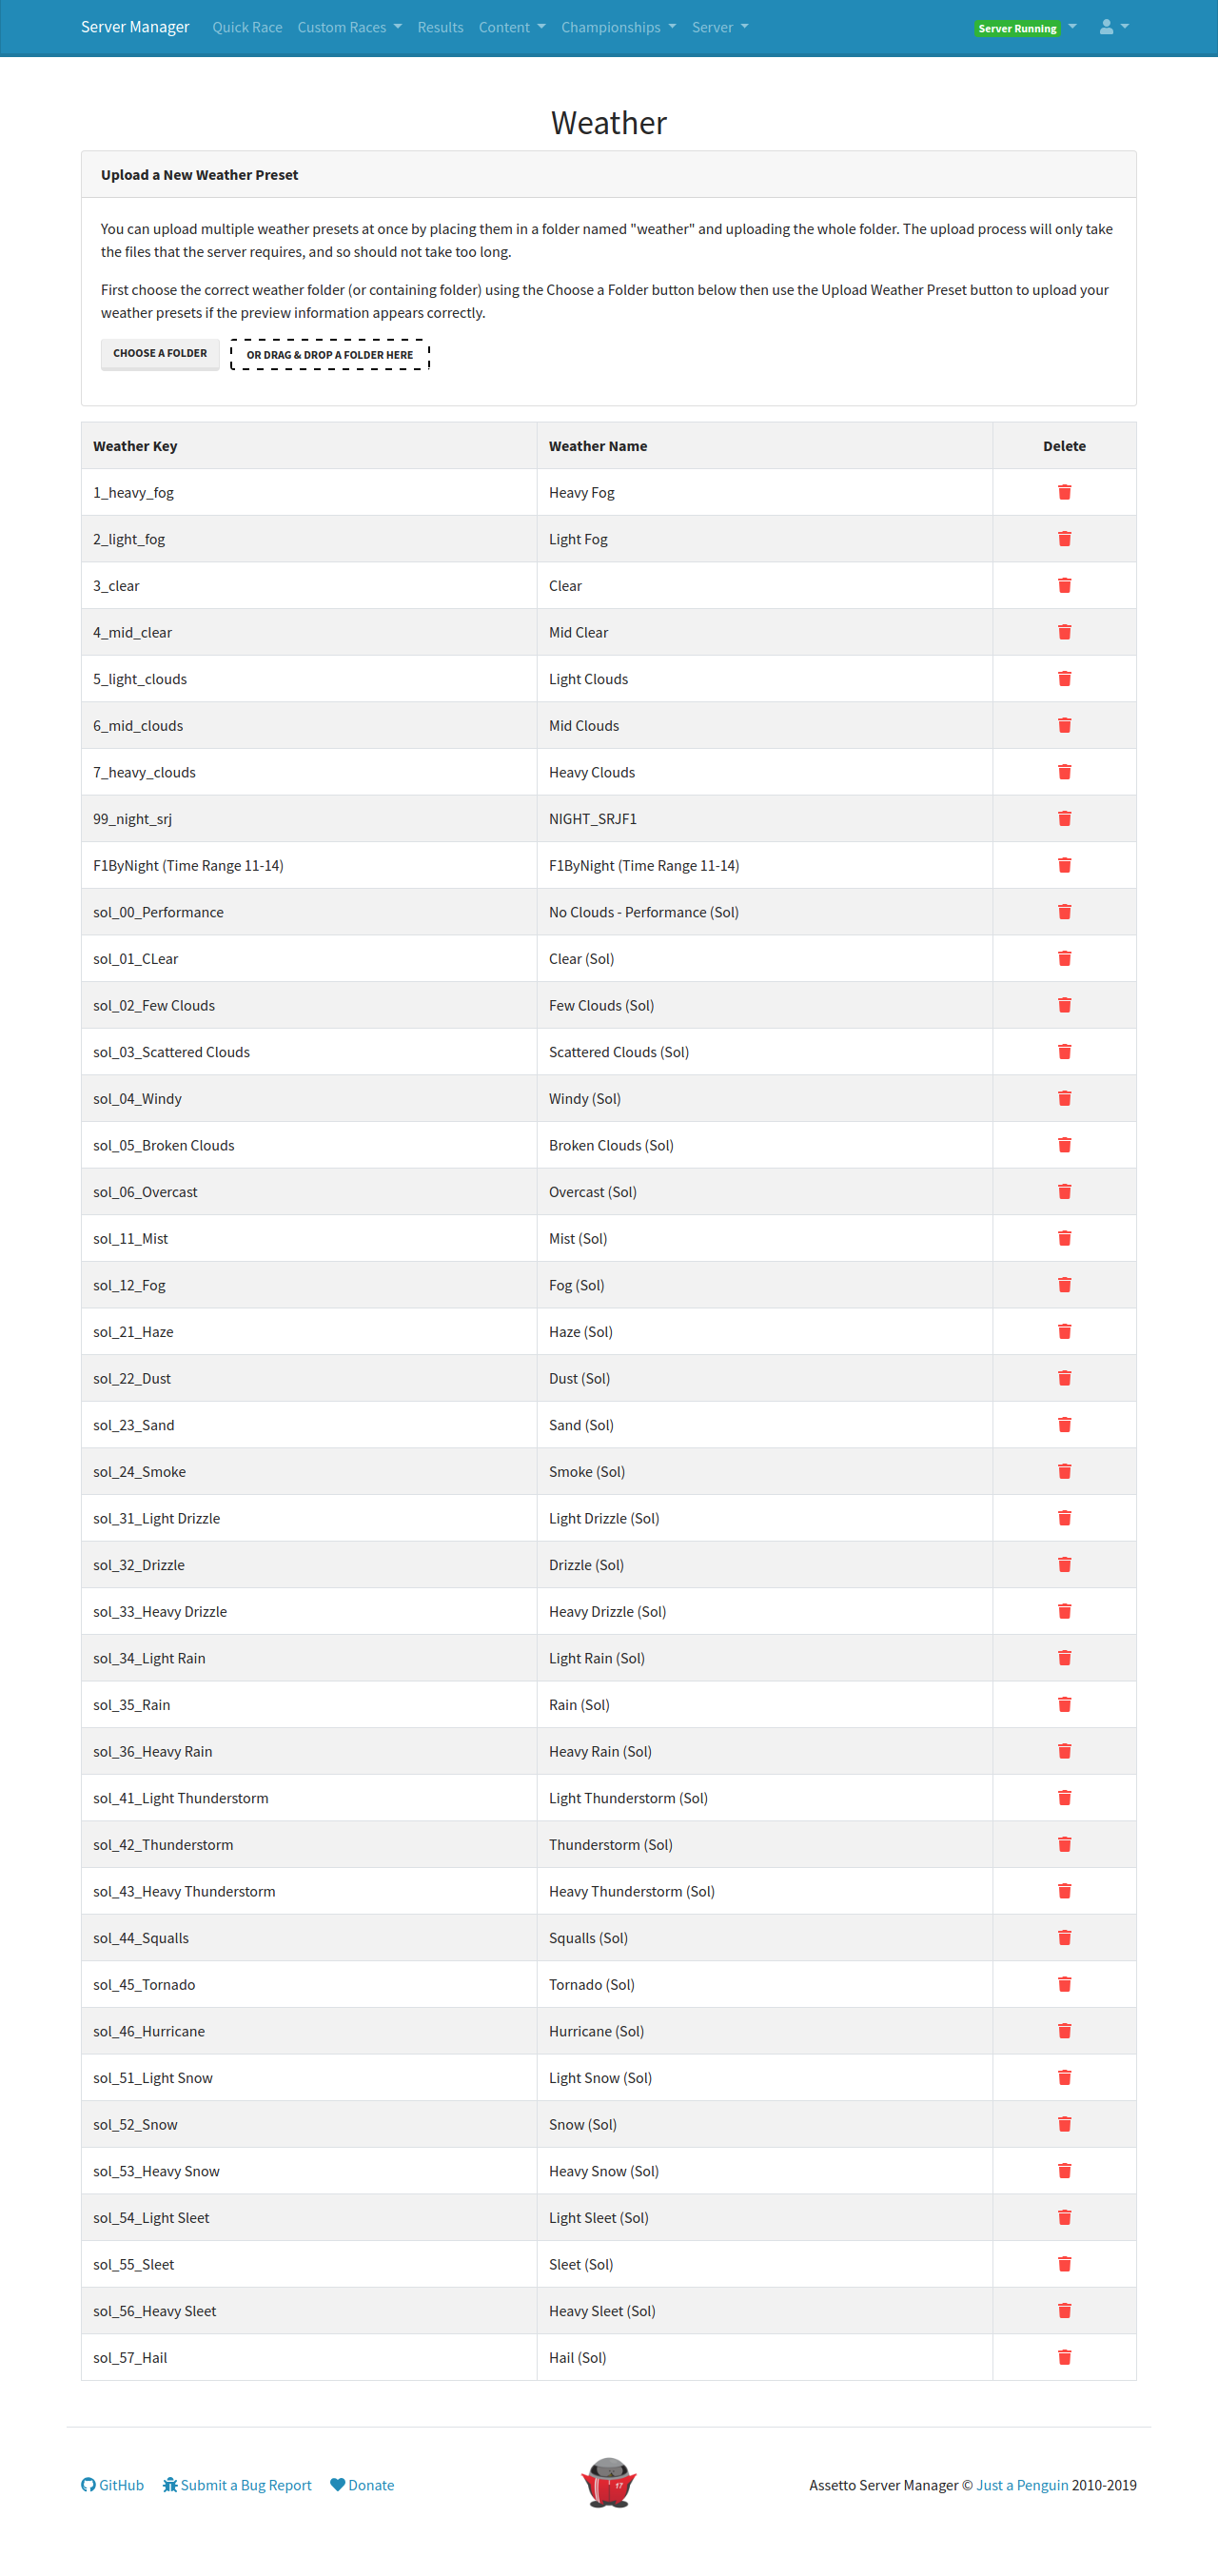 Server Manager Quick Race Custom Races Results Content Championships Server Server Running
Weather
Upload a New Weather Preset
You can upload multiple weather presets at once by placing them in a folder named "weather" and uploading the whole folder. The upload process will only take
the files that the server requires, and so should not take too long.
First choose the correct weather folder (or containing folder) using the Choose a Folder button below then use the Upload Weather Preset button to upload your
weather presets if the preview information appears correctly.
CHOOSE A FOLDER OR DRAG & DROP A FOLDER HERE
Weather Key Weather Name Delete
1_heavy_fog Heavy Fog
2_light_fog Light Fog
3_clear Clear
4_mid_clear Mid Clear
5_light_clouds Light Clouds
6_mid_clouds Mid Clouds
7_heavy_clouds Heavy Clouds
99_night_srj NIGHT_SRJF1
F1ByNight (Time Range 11-14) F1ByNight (Time Range 11-14)
sol_00_Performance No Clouds - Performance (Sol)
sol_01_CLear Clear (Sol)
sol_02_Few Clouds Few Clouds (Sol)
sol_03_Scattered Clouds Scattered Clouds (Sol)
sol_04_Windy Windy (Sol)
sol_05_Broken Clouds Broken Clouds (Sol)
sol_06_Overcast Overcast (Sol)
sol_11_Mist Mist (Sol)
sol_12_Fog Fog (Sol)
sol_21_Haze Haze (Sol)
sol_22_Dust Dust (Sol)
sol_23_Sand Sand (Sol)
sol_24_Smoke Smoke (Sol)
sol_31_Light Drizzle Light Drizzle (Sol)
sol_32_Drizzle Drizzle (Sol)
sol_33_Heavy Drizzle Heavy Drizzle (Sol)
sol_34_Light Rain Light Rain (Sol)
sol_35_Rain Rain (Sol)
sol_36_Heavy Rain Heavy Rain (Sol)
sol_41_Light Thunderstorm Light Thunderstorm (Sol)
sol_42_Thunderstorm Thunderstorm (Sol)
sol_43_Heavy Thunderstorm Heavy Thunderstorm (Sol)
sol_44_Squalls Squalls (Sol)
sol_45_Tornado Tornado (Sol)
sol_46_Hurricane Hurricane (Sol)
sol_51_Light Snow Light Snow (Sol)
sol_52_Snow Snow (Sol)
sol_53_Heavy Snow Heavy Snow (Sol)
sol_54_Light Sleet Light Sleet (Sol)
sol_55_Sleet Sleet (Sol)
sol_56_Heavy Sleet Heavy Sleet (Sol)
sol_57_Hail Hail (Sol)
GitHub Submit a Bug Report Donate Assetto Server Manager © Just a Penguin 2010-2019